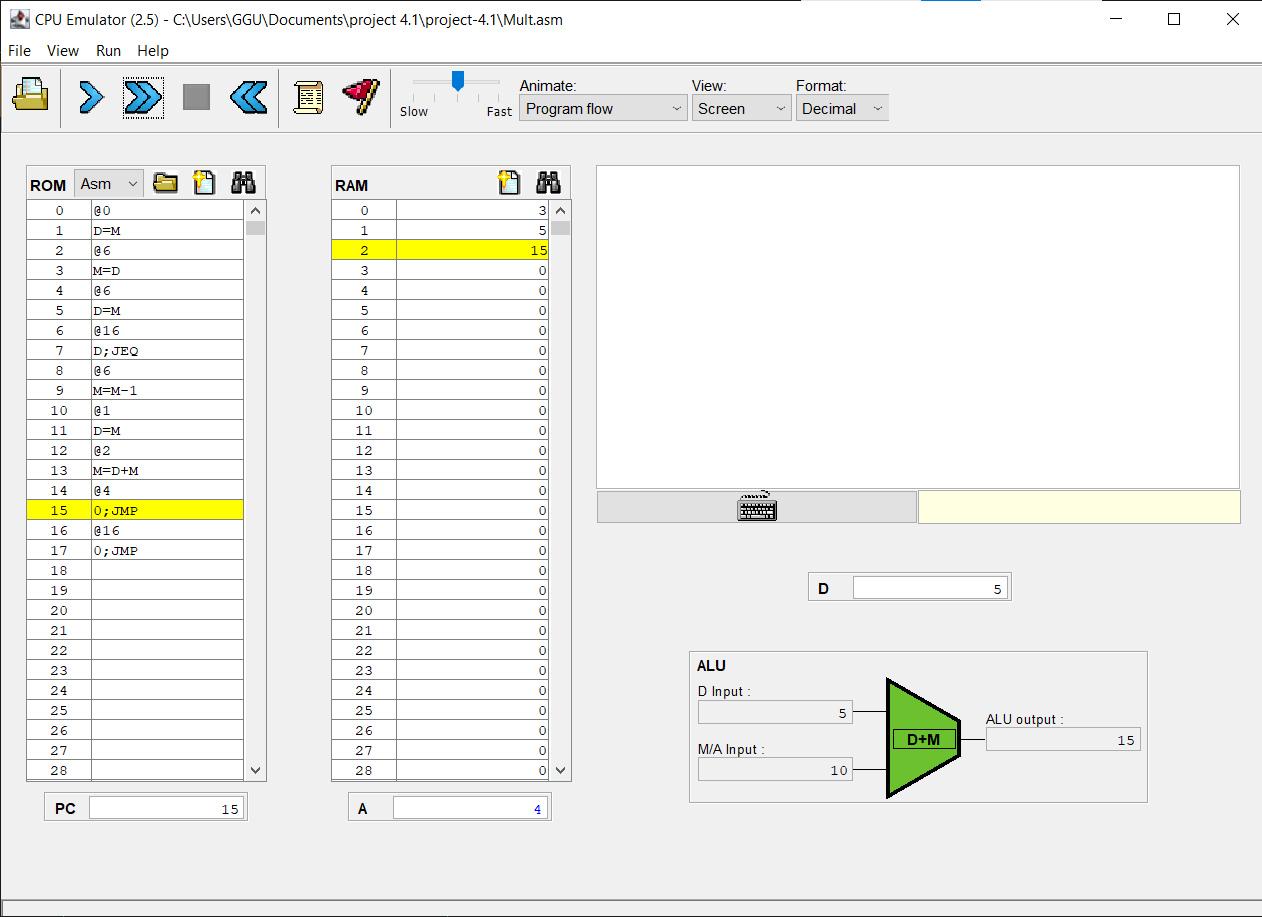 CPU Emulator (2.5) - C:\Users\GGU\Documents\project 4.1\project-4.1\Mult.asm
File View Run Help
Animate: View: Format:
Slow Fast Program flow Screen Decimal
ROM Asm
0 @0
1 D=M
2 @6
3 M=D
4 @6
5 D=M
6 @16
7 D;JEQ
8 @6
9 M=M-1
10 @1
11 D=M
12 @2
13 M=D+M
14 @4
15 0;JMP
16 @16
17 0;JMP
18
19
20
21
22
23
24
25
26
27
28
PC 15
RAM
0 3
1 5
2 15
3 0
4 0
5 0
6 0
7 0
8 0
9 0
10 0
11 0
12 0
13 0
14 0
15 0
16 0
17 0
18 0
19 0
20 0
21 0
22 0
23 0
24 0
25 0
26 0
27 0
28 0
A 4
D 5
ALU
D Input :
5
M/A Input :
10
D+M
ALU output :
15